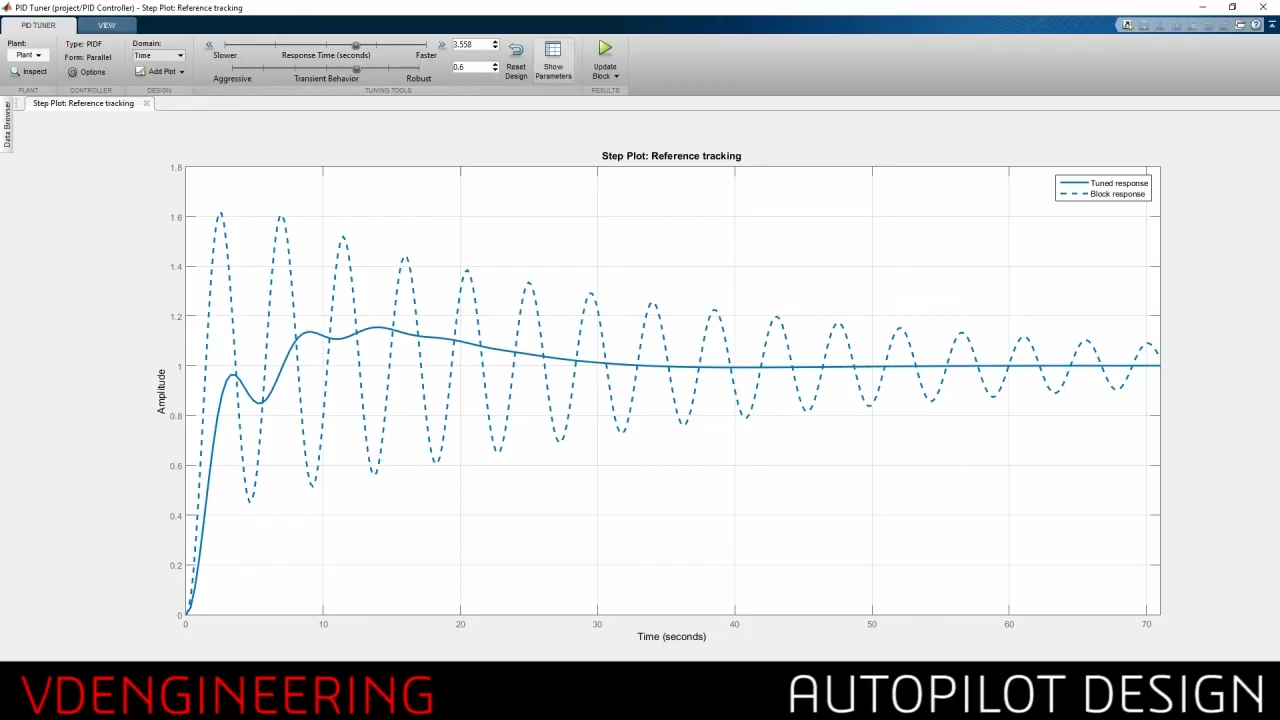 PID Tuner (project/PID Controller) - Step Plot: Reference tracking
PID TUNER
VIEW
Plant:
Plant
Inspect
PLANT
Type: PIDF
Form: Parallel
Options
CONTROLLER
Domain:
Time
Add Plot
DESIGN
Slower
Response Time (seconds)
Faster
3.558
Aggressive
Transient Behavior
Robust
0.6
Reset
Design
Show
Parameters
TUNING TOOLS
Update
Block
RESULTS
Data Browser
Step Plot: Reference tracking
Step Plot: Reference tracking
Tuned response
Block response
Amplitude
1.8
1.6
1.4
1.2
1
0.8
0.6
0.4
0.2
0
0
10
20
30
40
50
60
70
Time (seconds)
VDENGINEERING
AUTOPILOT DESIGN